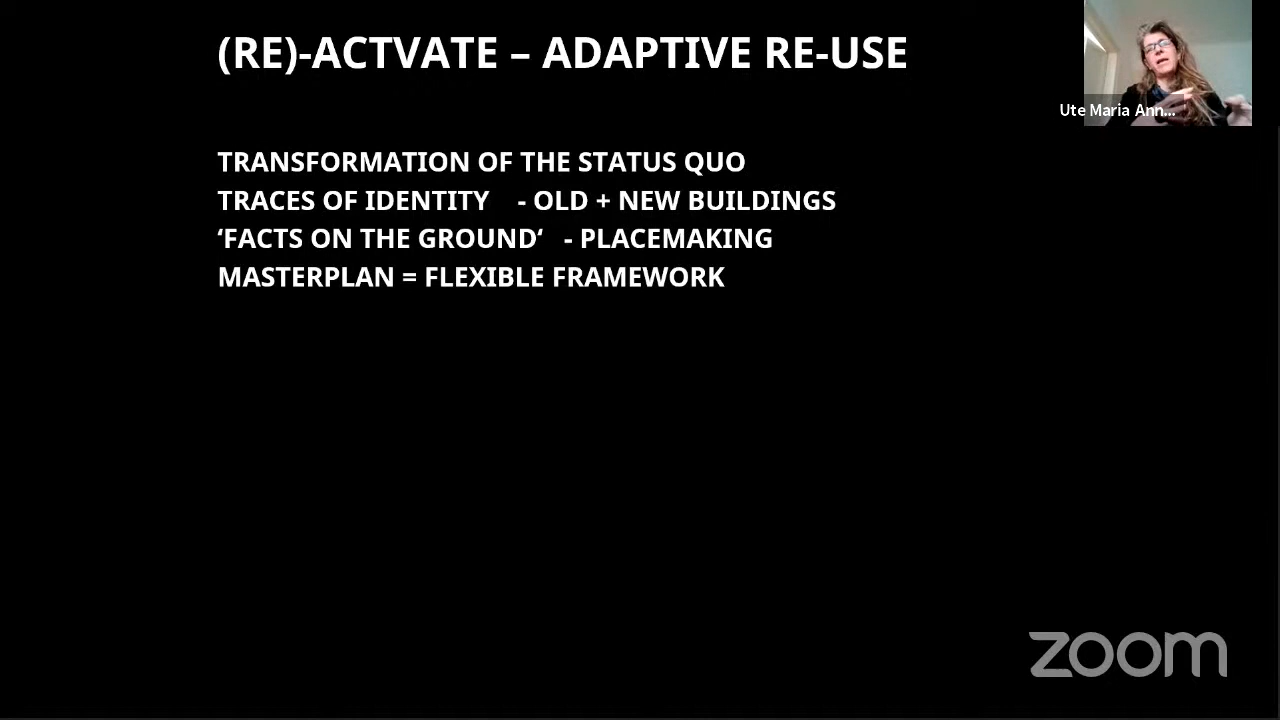 (RE)-ACTVATE – ADAPTIVE RE-USE
Ute Maria Ann...
TRANSFORMATION OF THE STATUS QUO
TRACES OF IDENTITY - OLD + NEW BUILDINGS
‘FACTS ON THE GROUND‘ - PLACEMAKING
MASTERPLAN = FLEXIBLE FRAMEWORK
zoom